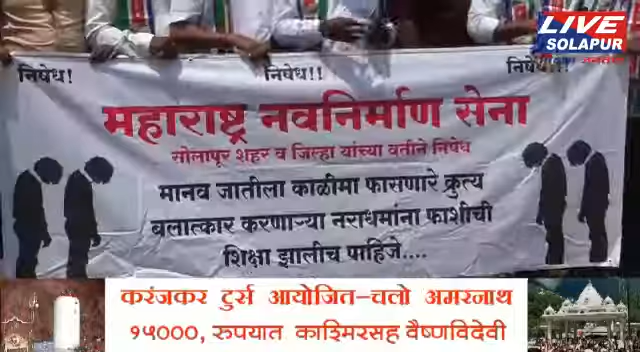 LIVE
SOLAPUR
निषेध! निषेध!! निषेध!
महाराष्ट्र नवनिर्माण सेना
सोलापूर शहर व जिल्हा यांच्या वतीने निषेध
मानव जातीला काळीमा फासणारे क्रुत्य
बलात्कार करणाऱ्या नराधमांना फाशीची
शिक्षा झालीच पाहिजे....
करंजकर टुर्स आयोजित-चलो अमरनाथ
१५०००, रुपयात काश्मिरसह वैष्णविदेवी